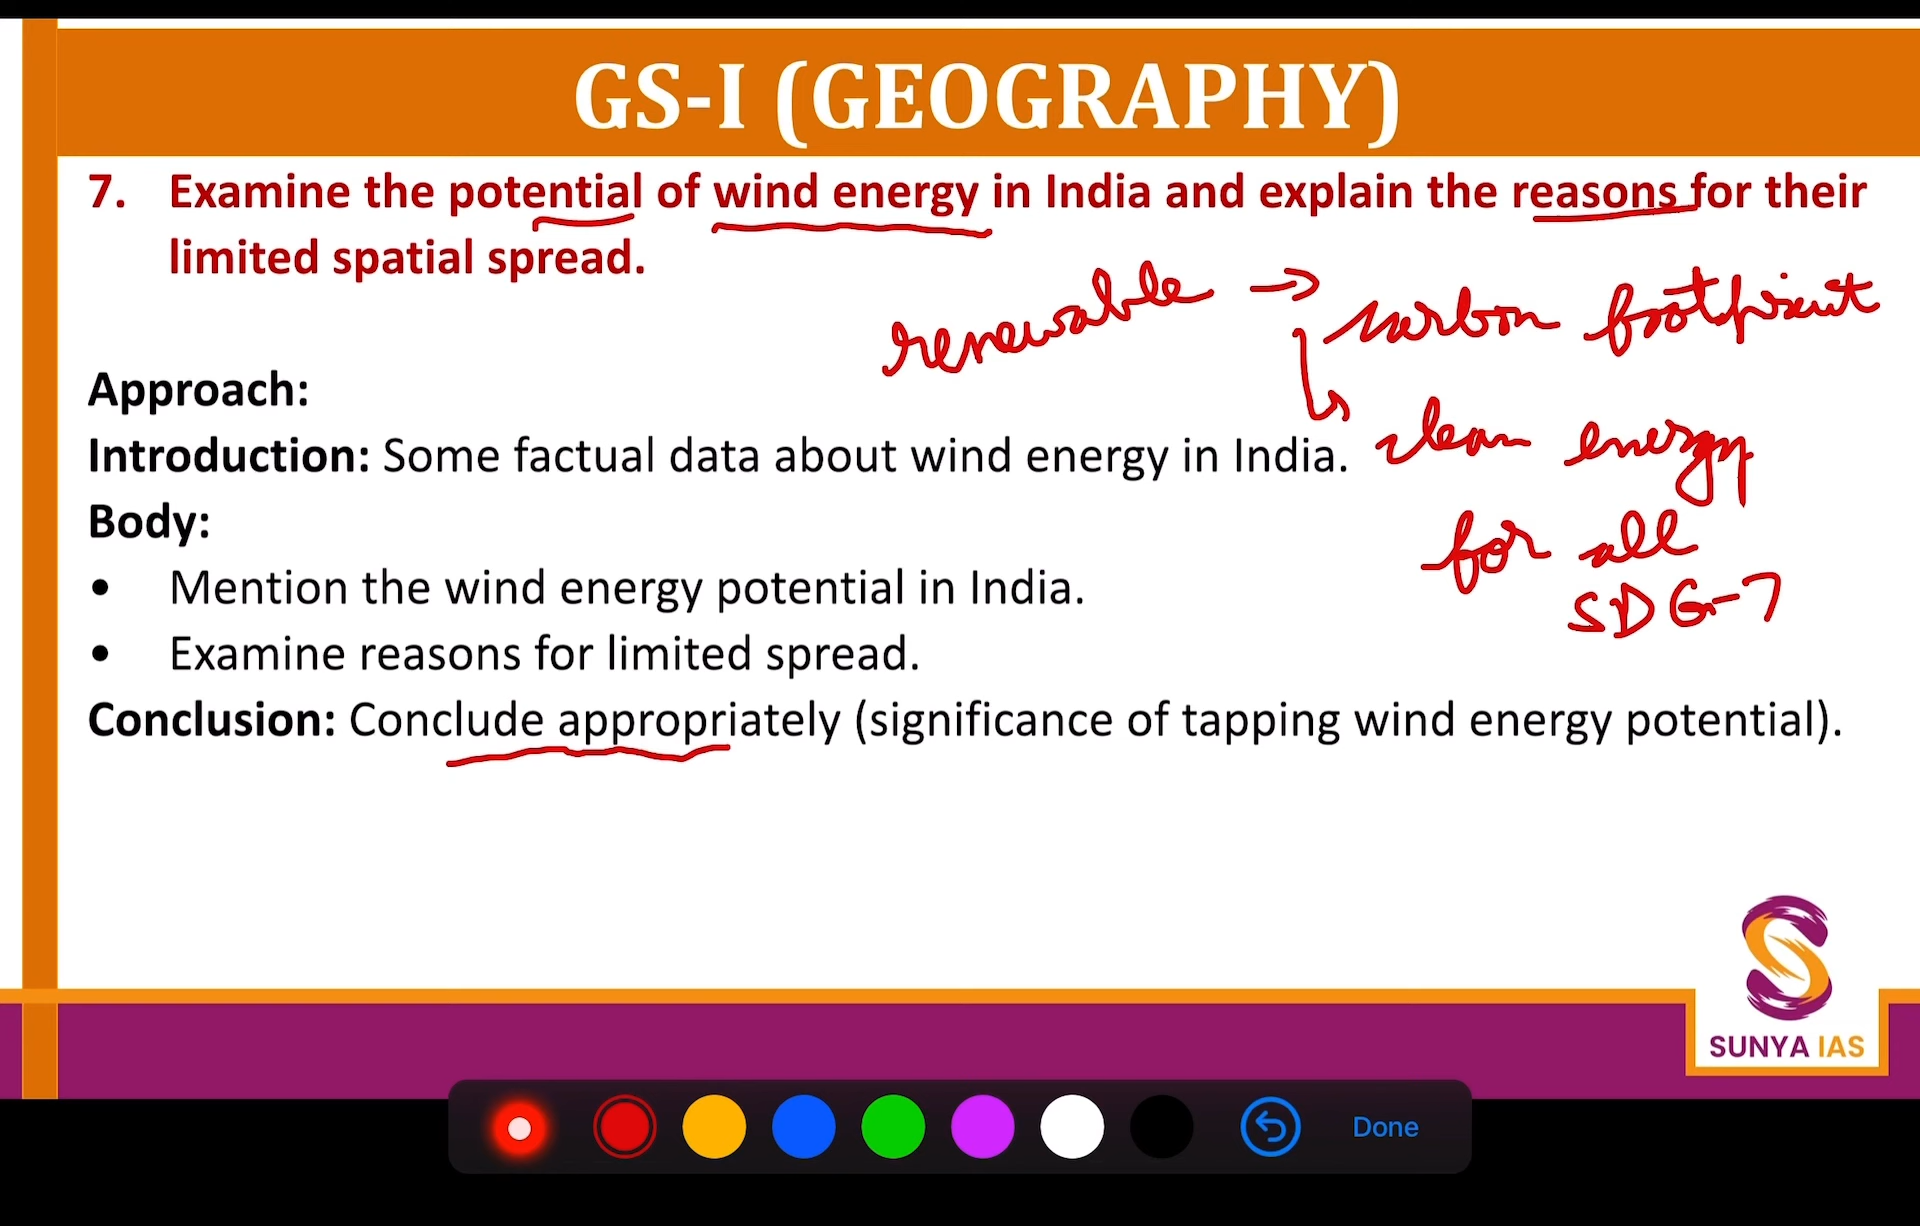 GS-I (GEOGRAPHY)
7. Examine the potential of wind energy in India and explain the reasons for their
limited spatial spread.
renewable → carbon footprint
↳ clean energy
for all
SDG-7
Approach:
Introduction: Some factual data about wind energy in India.
Body:
• Mention the wind energy potential in India.
• Examine reasons for limited spread.
Conclusion: Conclude appropriately (significance of tapping wind energy potential).
SUNYA IAS
Done